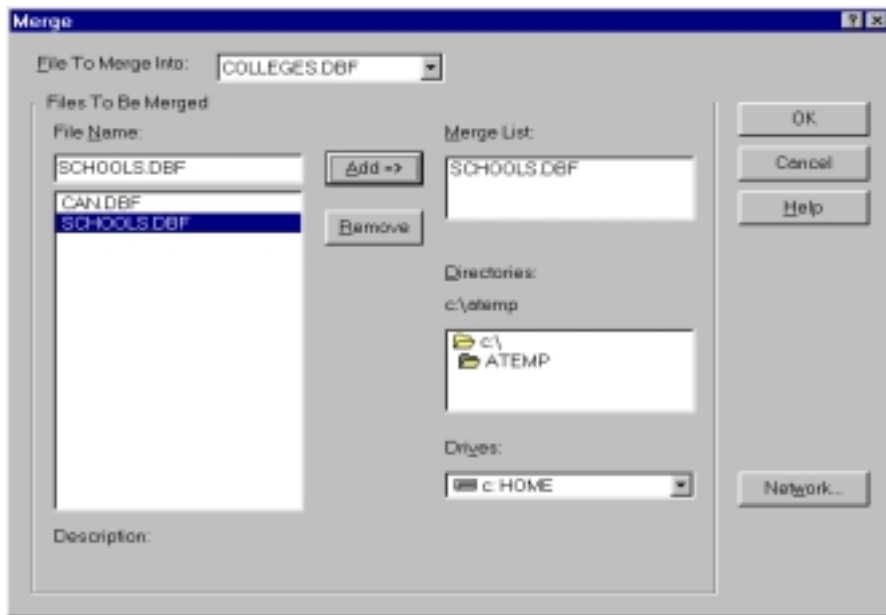 Merge
File To Merge Into:
COLLEGES.DBF
Files To Be Merged
File Name:
SCHOOLS.DBF
CAN.DBF
SCHOOLS.DBF
Add =>
Remove
Merge List:
SCHOOLS.DBF
Directories:
c:\atemp
c:\
ATEMP
Drives:
c: HOME
Description:
OK
Cancel
Help
Network...